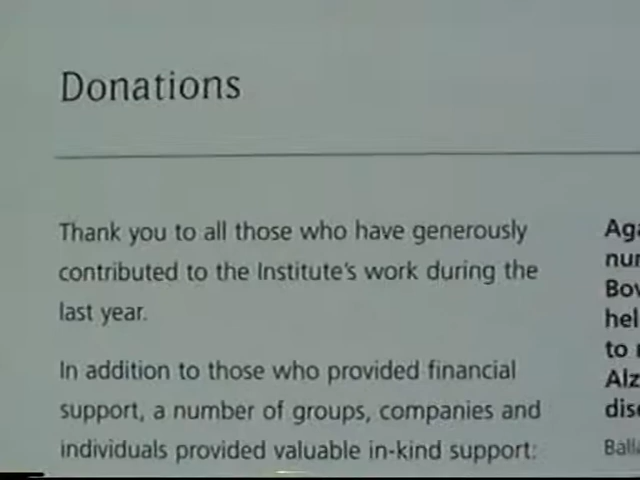 Donations
Thank you to all those who have generously
contributed to the Institute's work during the
last year.
In addition to those who provided financial
support, a number of groups, companies and
individuals provided valuable in-kind support:
to